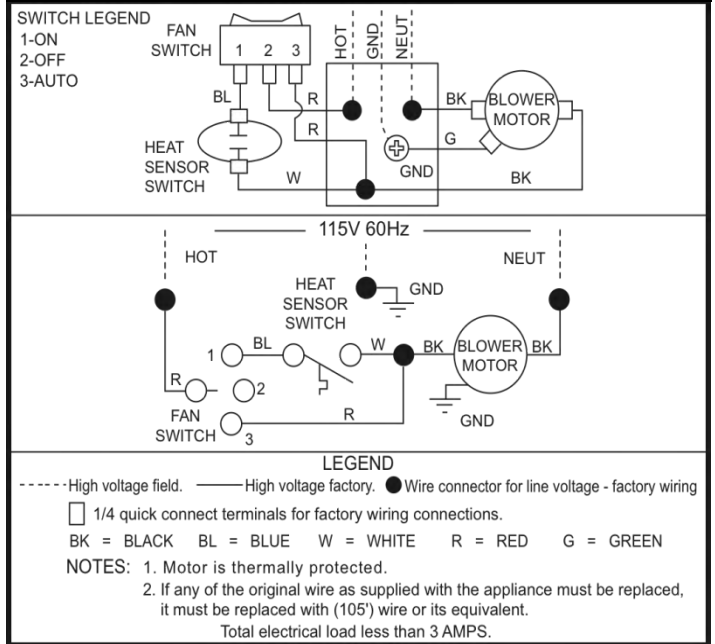 SWITCH LEGEND
1-ON
2-OFF
3-AUTO
FAN
SWITCH
1 2 3
HOT
GND
NEUT
BL
R
R
HEAT
SENSOR
SWITCH
W
BK
G
GND
BLOWER
MOTOR
BK
115V 60Hz
HOT
NEUT
HEAT
SENSOR
SWITCH
GND
1
BL
W
BK
BLOWER
MOTOR
BK
R
2
FAN
SWITCH
3
R
GND
LEGEND
------High voltage field. ——High voltage factory. ●Wire connector for line voltage - factory wiring
1/4 quick connect terminals for factory wiring connections.
BK = BLACK BL = BLUE W = WHITE R = RED G = GREEN
NOTES: 1. Motor is thermally protected.
2. If any of the original wire as supplied with the appliance must be replaced,
it must be replaced with (105') wire or its equivalent.
Total electrical load less than 3 AMPS.